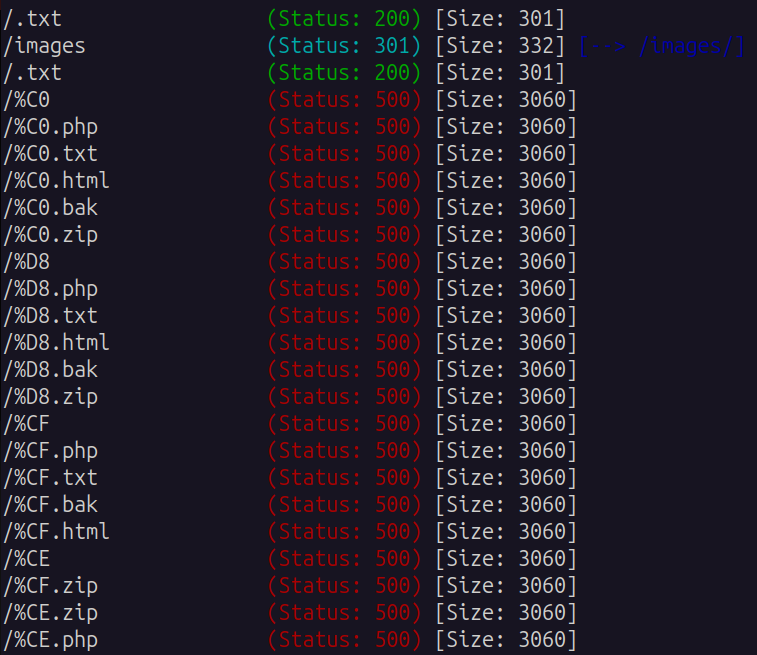 /.txt (Status: 200) [Size: 301]
/images (Status: 301) [Size: 332] [--> /images/]
/.txt (Status: 200) [Size: 301]
/%C0 (Status: 500) [Size: 3060]
/%C0.php (Status: 500) [Size: 3060]
/%C0.txt (Status: 500) [Size: 3060]
/%C0.html (Status: 500) [Size: 3060]
/%C0.bak (Status: 500) [Size: 3060]
/%C0.zip (Status: 500) [Size: 3060]
/%D8 (Status: 500) [Size: 3060]
/%D8.php (Status: 500) [Size: 3060]
/%D8.txt (Status: 500) [Size: 3060]
/%D8.html (Status: 500) [Size: 3060]
/%D8.bak (Status: 500) [Size: 3060]
/%D8.zip (Status: 500) [Size: 3060]
/%CF (Status: 500) [Size: 3060]
/%CF.php (Status: 500) [Size: 3060]
/%CF.txt (Status: 500) [Size: 3060]
/%CF.bak (Status: 500) [Size: 3060]
/%CF.html (Status: 500) [Size: 3060]
/%CE (Status: 500) [Size: 3060]
/%CF.zip (Status: 500) [Size: 3060]
/%CE.zip (Status: 500) [Size: 3060]
/%CE.php (Status: 500) [Size: 3060]